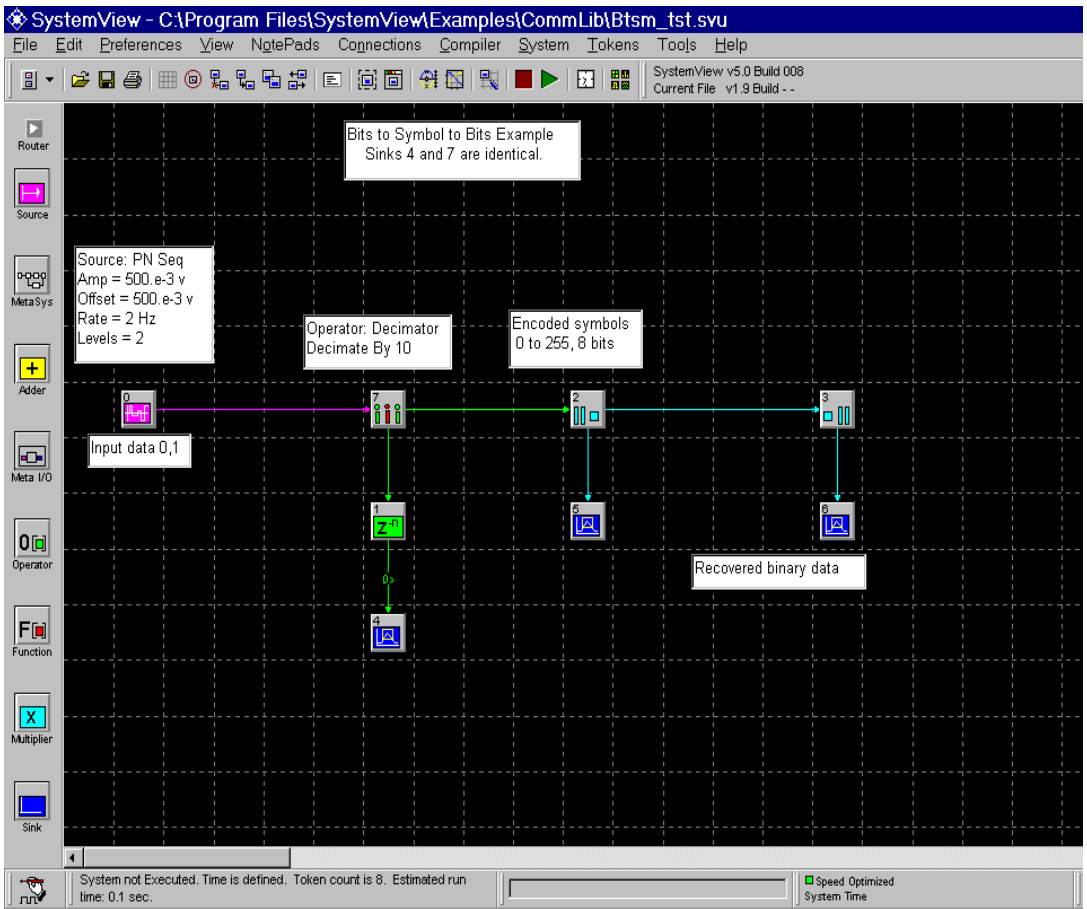 SystemView - C:\Program Files\SystemView\Examples\CommLib\Btsm_tst.svu
File Edit Preferences View NotePads Connections Compiler System Tokens Tools Help
SystemView v5.0 Build 008
Current File v1.9 Build - -
Router
Source
MetaSys
Adder
Meta I/O
Operator
Function
Multiplier
Sink
Bits to Symbol to Bits Example
Sinks 4 and 7 are identical.
Source: PN Seq
Amp = 500.e-3 v
Offset = 500.e-3 v
Rate = 2 Hz
Levels = 2
Operator: Decimator
Decimate By 10
Encoded symbols
0 to 255, 8 bits
0
7
2
3
Input data 0,1
1
Z-n
5
6
0>
Recovered binary data
4
System not Executed. Time is defined. Token count is 8. Estimated run
time: 0.1 sec.
Speed Optimized
System Time